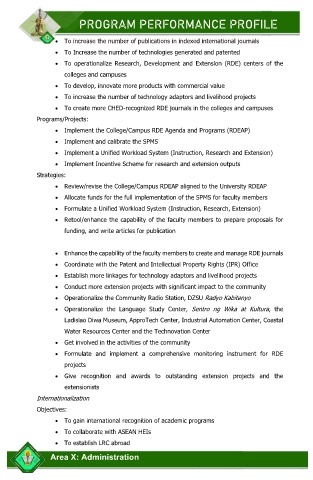 PROGRAM PERFORMANCE PROFILE
• To increase the number of publications in indexed international journals
• To Increase the number of technologies generated and patented
• To operationalize Research, Development and Extension (RDE) centers of the
colleges and campuses
• To develop, innovate more products with commercial value
• To increase the number of technology adaptors and livelihood projects
• To create more CHED-recognized RDE journals in the colleges and campuses
Programs/Projects:
• Implement the College/Campus RDE Agenda and Programs (RDEAP)
• Implement and calibrate the SPMS
• Implement a Unified Workload System (Instruction, Research and Extension)
• Implement Incentive Scheme for research and extension outputs
Strategies:
• Review/revise the College/Campus RDEAP aligned to the University RDEAP
• Allocate funds for the full implementation of the SPMS for faculty members
• Formulate a Unified Workload System (Instruction, Research, Extension)
• Retool/enhance the capability of the faculty members to prepare proposals for
funding, and write articles for publication
• Enhance the capability of the faculty members to create and manage RDE journals
• Coordinate with the Patent and Intellectual Property Rights (IPR) Office
• Establish more linkages for technology adaptors and livelihood projects
• Conduct more extension projects with significant impact to the community
• Operationalize the Community Radio Station, DZSU Radyo Kabitenyo
• Operationalize the Language Study Center, Sentro ng Wika at Kultura, the
Ladislao Diwa Museum, ApproTech Center, Industrial Automation Center, Coastal
Water Resources Center and the Technovation Center
• Get involved in the activities of the community
• Formulate and implement a comprehensive monitoring instrument for RDE
projects
• Give recognition and awards to outstanding extension projects and the
extensionists
Internationalization
Objectives:
• To gain international recognition of academic programs
• To collaborate with ASEAN HEIs
• To establish LRC abroad
Area X: Administration